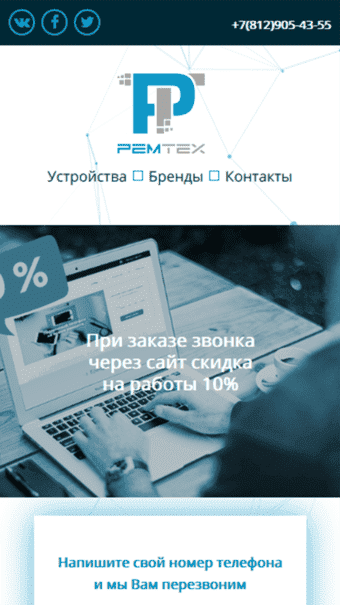 +7(812)905-43-55
РЕМТЕХ
Устройства Бренды Контакты
0 %
При заказе звонка
через сайт скидка
на работы 10%
Напишите свой номер телефона
и мы Вам перезвоним